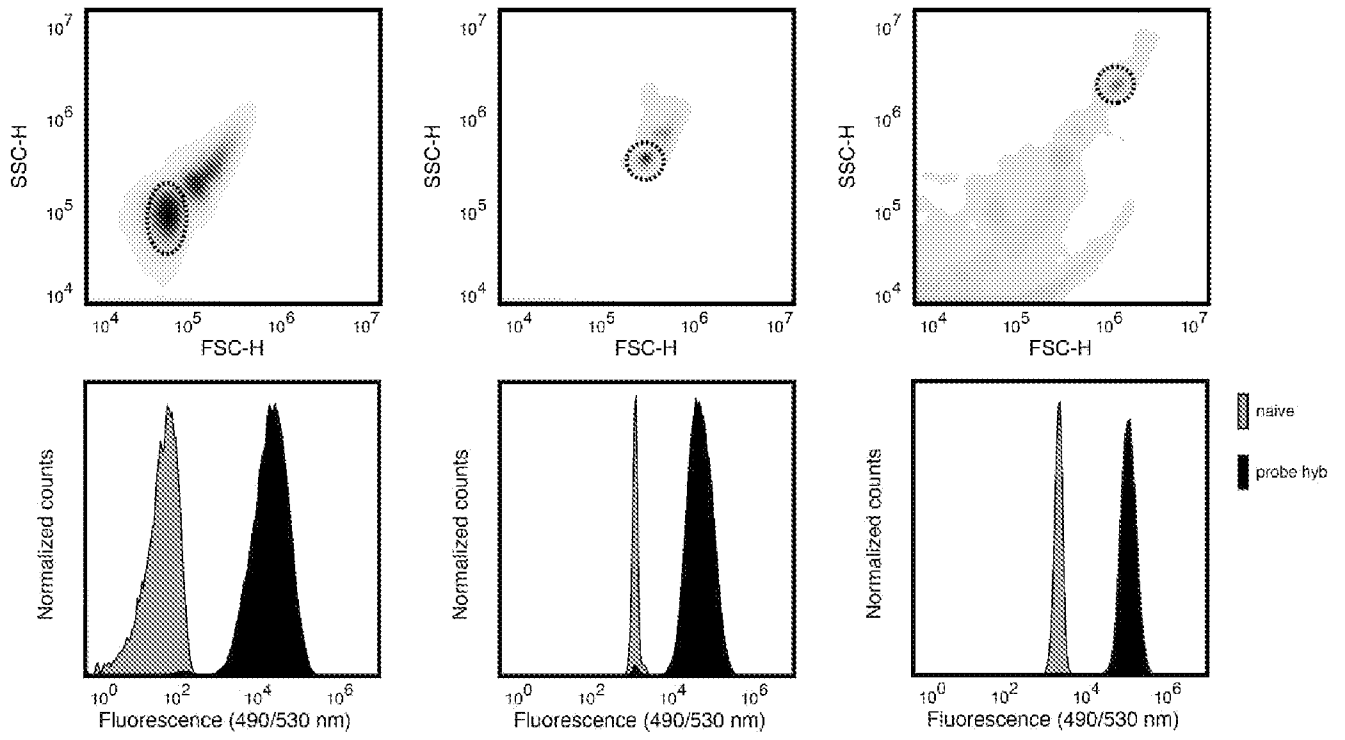 10^7 10^7 10^7
10^6 10^6 10^6
SSC-H SSC-H SSC-H
10^5 10^5 10^5
10^4 10^4 10^4
10^4 10^5 10^6 10^7 10^4 10^5 10^6 10^7 10^4 10^5 10^6 10^7
FSC-H FSC-H FSC-H
Normalized counts Normalized counts Normalized counts
naive
probe hyb
10^0 10^2 10^4 10^6 10^0 10^2 10^4 10^6 10^0 10^2 10^4 10^6
Fluorescence (490/530 nm) Fluorescence (490/530 nm) Fluorescence (490/530 nm)